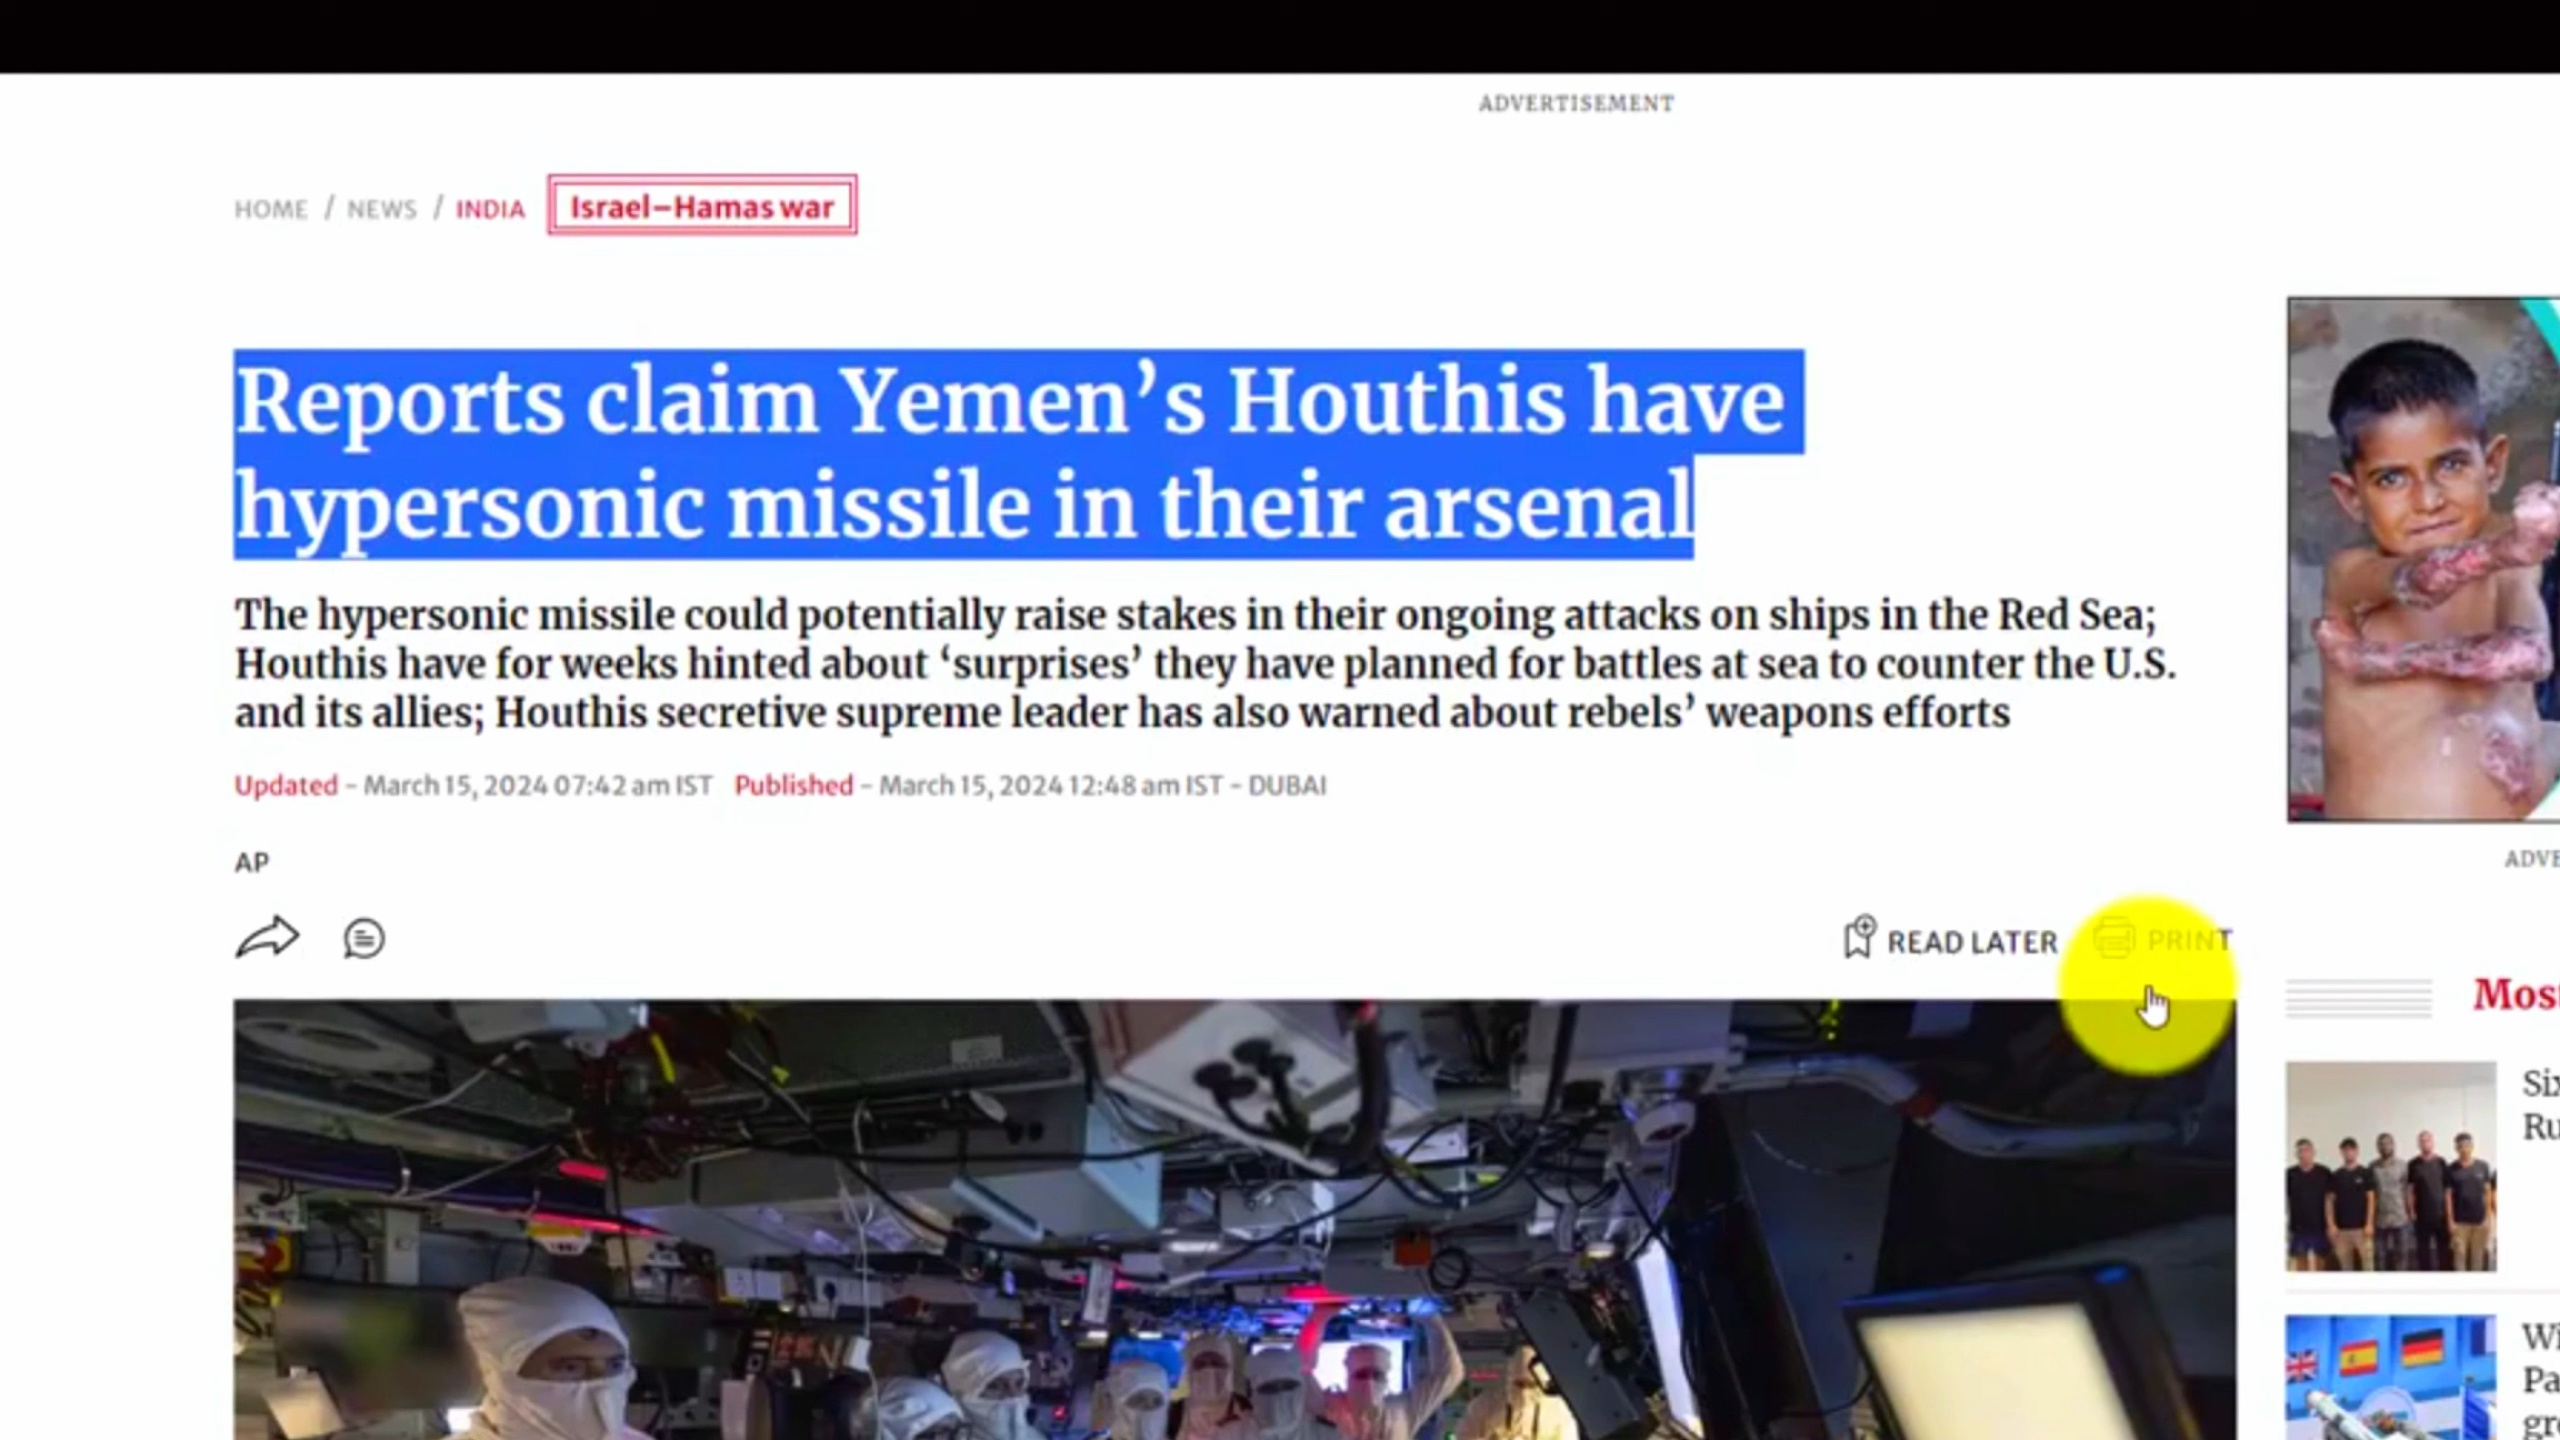 ADVERTISEMENT
HOME / NEWS / INDIA Israel–Hamas war
Reports claim Yemen’s Houthis have
hypersonic missile in their arsenal
The hypersonic missile could potentially raise stakes in their ongoing attacks on ships in the Red Sea;
Houthis have for weeks hinted about ‘surprises’ they have planned for battles at sea to counter the U.S.
and its allies; Houthis secretive supreme leader has also warned about rebels’ weapons efforts
Updated - March 15, 2024 07:42 am IST Published - March 15, 2024 12:48 am IST - DUBAI
AP
READ LATER PRINT